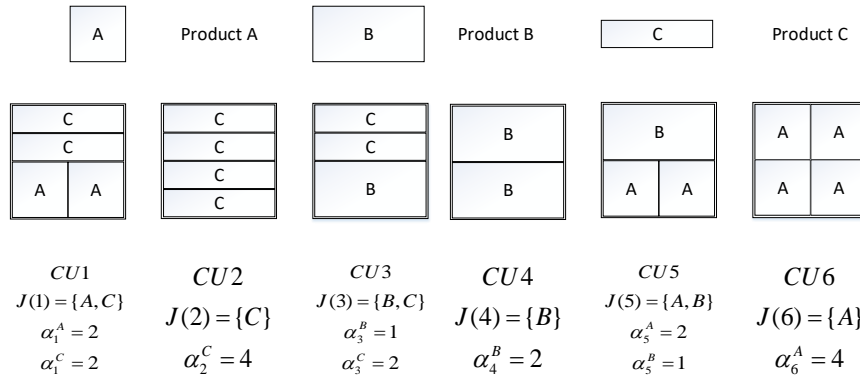 A Product A B Product B C Product C
C C C B B A A
C C C
A A C B B A A A A
C
CU1 CU2 CU3 CU4 CU5 CU6
J(1) = {A, C} J(2) = {C} J(3) = {B, C} J(4) = {B} J(5) = {A, B} J(6) = {A}
α₁ᴬ = 2 α₂ᶜ = 4 α₃ᴮ = 1 α₄ᴮ = 2 α₅ᴬ = 2 α₆ᴬ = 4
α₁ᶜ = 2 α₃ᶜ = 2 α₅ᴮ = 1